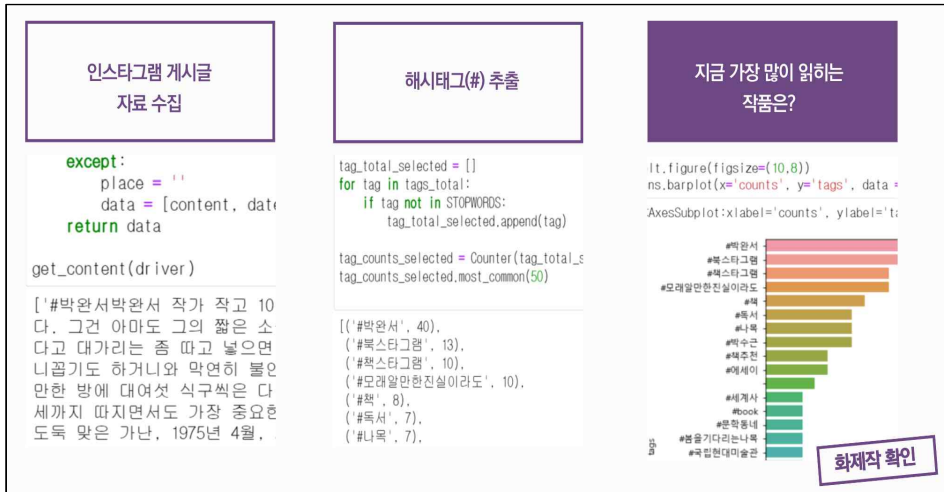 인스타그램 게시글
자료 수집
except:
place = ''
data = [content, date
return data
get_content(driver)
['#박완서박완서 작가 작고 10
다. 그건 아마도 그의 짧은 소
다고 대가리는 좀 따고 넣으면
니꼽기도 하거니와 막연히 불안
만한 방에 대여섯 식구씩은 다
세까지 따지면서도 가장 중요한
도둑 맞은 가난, 1975년 4월,
해시태그(#) 추출
tag_total_selected = []
for tag in tags_total:
if tag not in STOPWORDS:
tag_total_selected.append(tag)
tag_counts_selected = Counter(tag_total_s
tag_counts_selected.most_common(50)
[('#박완서', 40),
('#북스타그램', 13),
('#책스타그램', 10),
('#모래알만한진실이라도', 10),
('#책', 8),
('#독서', 7),
('#나목', 7),
지금 가장 많이 읽히는
작품은?
lt.figure(figsize=(10,8))
ns.barplot(x='counts', y='tags', data =
AxesSubplot:xlabel='counts', ylabel='ta
#박완서
#북스타그램
#책스타그램
#모래알만한진실이라도
#책
#독서
#나목
#박수근
#책추천
#에세이
#세계사
#book
#문학동네
#봄을기다리는나목
#국립현대미술관
tags
화제작 확인